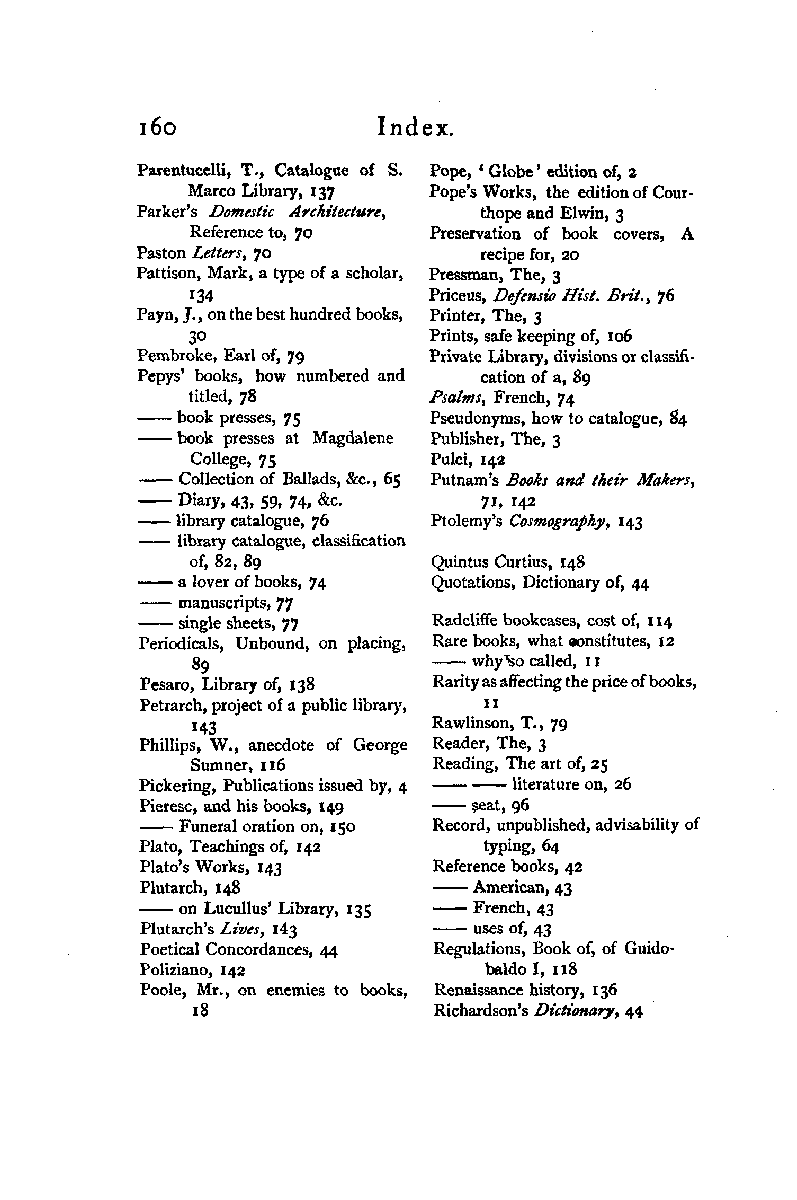 160 Index.
Parentucelli, T., Catalogue of S.
Marco Library, 137
Parker's Domestic Architecture,
Reference to, 70
Paston Letters, 70
Pattison, Mark, a type of a scholar,
134
Payn, J., on the best hundred books,
30
Pembroke, Earl of, 79
Pepys' books, how numbered and
titled, 78
—— book presses, 75
—— book presses at Magdalene
College, 75
—— Collection of Ballads, &c., 65
—— Diary, 43, 59, 74, &c.
—— library catalogue, 76
—— library catalogue, classification
of, 82, 89
—— a lover of books, 74
—— manuscripts, 77
—— single sheets, 77
Periodicals, Unbound, on placing,
89
Pesaro, Library of, 138
Petrarch, project of a public library,
143
Phillips, W., anecdote of George
Sumner, 116
Pickering, Publications issued by, 4
Pieresc, and his books, 149
—— Funeral oration on, 150
Plato, Teachings of, 142
Plato's Works, 143
Plutarch, 148
—— on Lucullus' Library, 135
Plutarch's Lives, 143
Poetical Concordances, 44
Poliziano, 142
Poole, Mr., on enemies to books,
18
Pope, 'Globe' edition of, 2
Pope's Works, the edition of Cour-
thope and Elwin, 3
Preservation of book covers, A
recipe for, 20
Pressman, The, 3
Priceus, Defensio Hist. Brit., 76
Printer, The, 3
Prints, safe keeping of, 106
Private Library, divisions or classifi-
cation of a, 89
Psalms, French, 74
Pseudonyms, how to catalogue, 84
Publisher, The, 3
Pulci, 142
Putnam's Books and their Makers,
71, 142
Ptolemy's Cosmography, 143
Quintus Curtius, 148
Quotations, Dictionary of, 44
Radcliffe bookcases, cost of, 114
Rare books, what constitutes, 12
—— why so called, 11
Rarity as affecting the price of books,
11
Rawlinson, T., 79
Reader, The, 3
Reading, The art of, 25
—— —— literature on, 26
—— seat, 96
Record, unpublished, advisability of
typing, 64
Reference books, 42
—— American, 43
—— French, 43
—— uses of, 43
Regulations, Book of, of Guido-
baldo I, 118
Renaissance history, 136
Richardson's Dictionary, 44